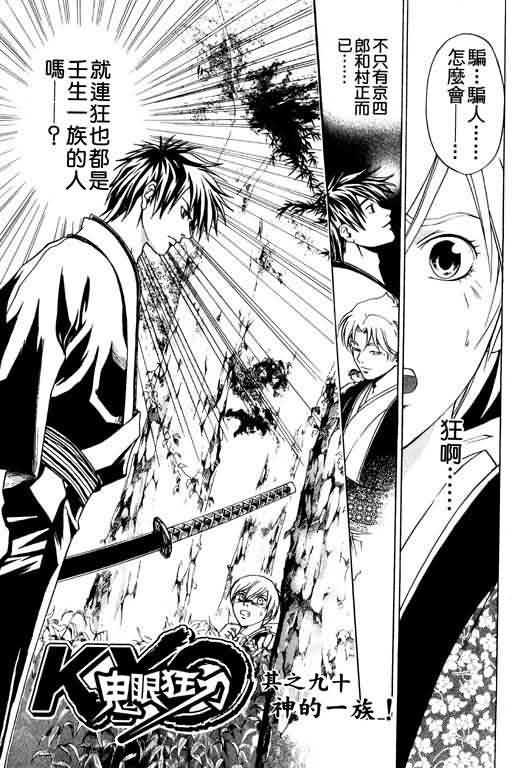 騙…騙人……
怎麼會——
狂啊……
不只有京四
郎和村正而
已……
就連狂也都是
壬生一族的人
嗎——？
KYO
鬼眼狂刀
其之九十
神的一族！